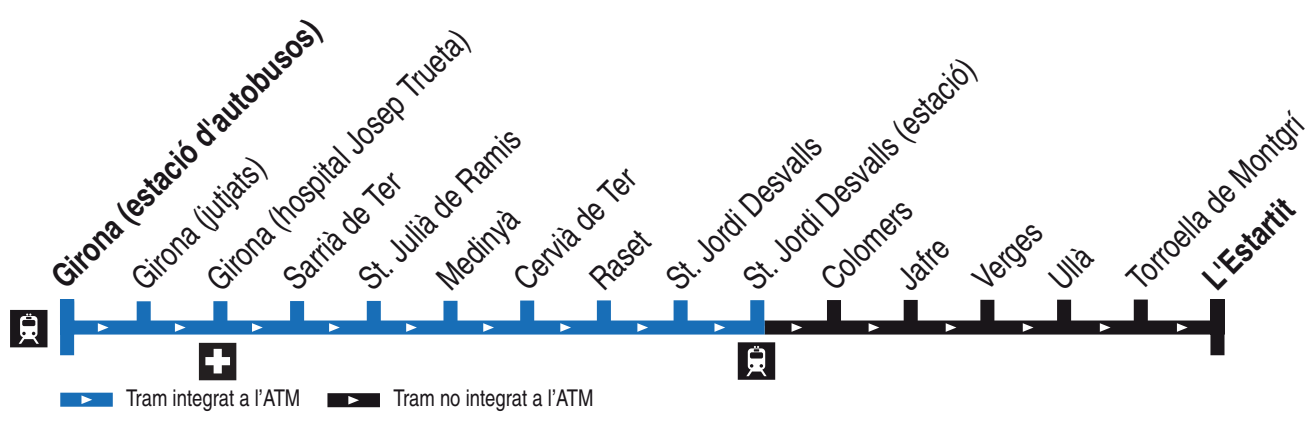 Girona (estació d'autobusos)
Girona (jutjats)
Girona (hospital Josep Trueta)
Sarrià de Ter
St. Julià de Ramis
Medinyà
Cervià de Ter
Raset
St. Jordi Desvalls
St. Jordi Desvalls (estació)
Colomers
Jafre
Verges
Ullà
Torroella de Montgrí
L'Estartit
Tram integrat a l’ATM
Tram no integrat a l’ATM